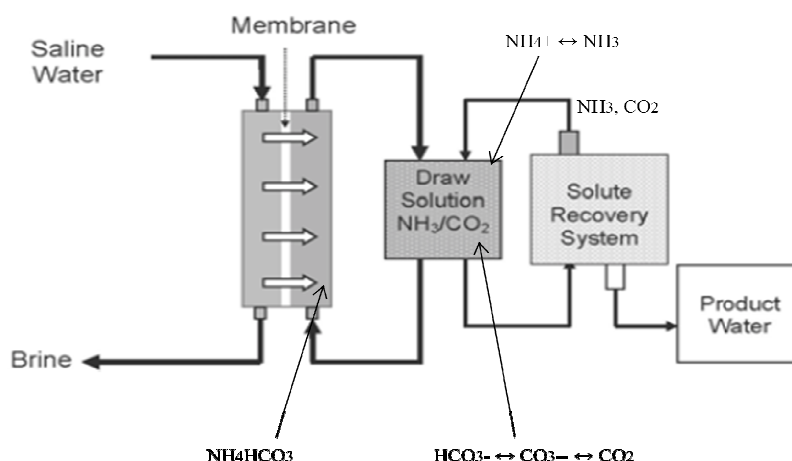 Membrane
Saline
Water
NH4+ ↔ NH3
NH3, CO2
Draw
Solution
NH₃/CO₂
Solute
Recovery
System
Product
Water
Brine
NH4HCO3
HCO3- ↔ CO3-- ↔ CO2